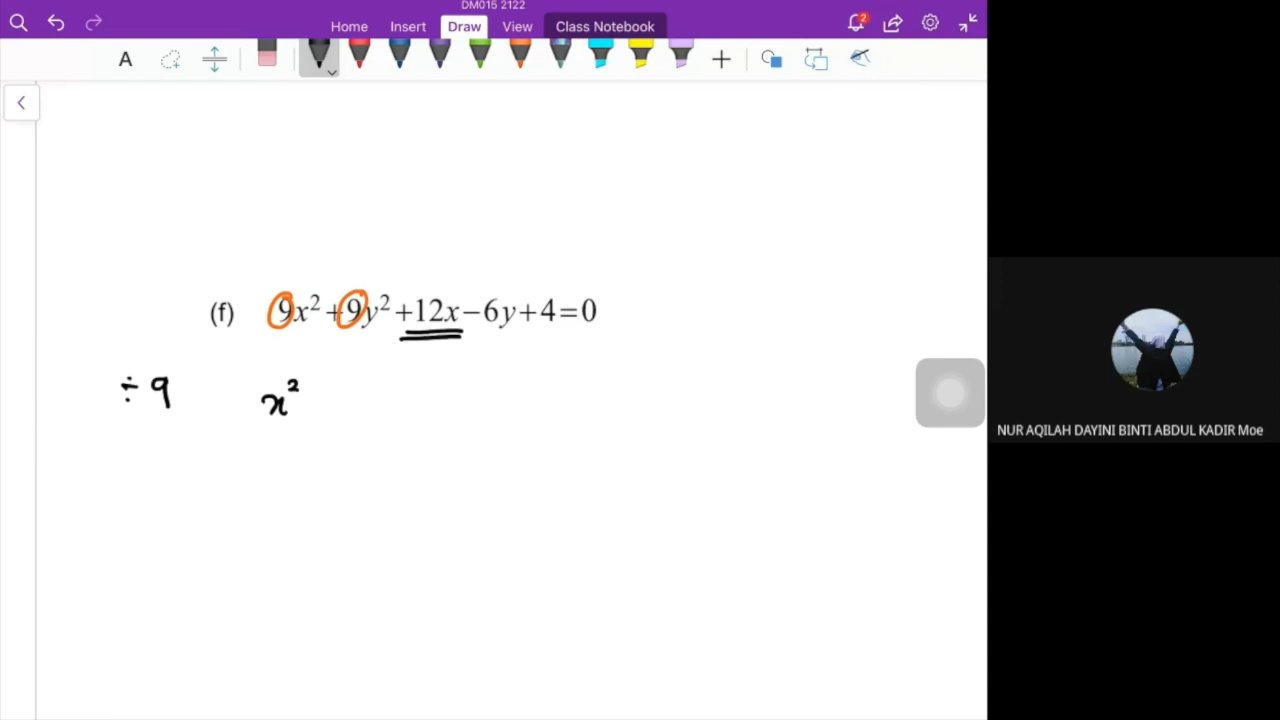 DM015 2122
Home Insert Draw View Class Notebook
2
A
(f) 9x² + 9y² + 12x − 6y + 4 = 0
÷ 9 x²
NUR AQILAH DAYINI BINTI ABDUL KADIR Moe